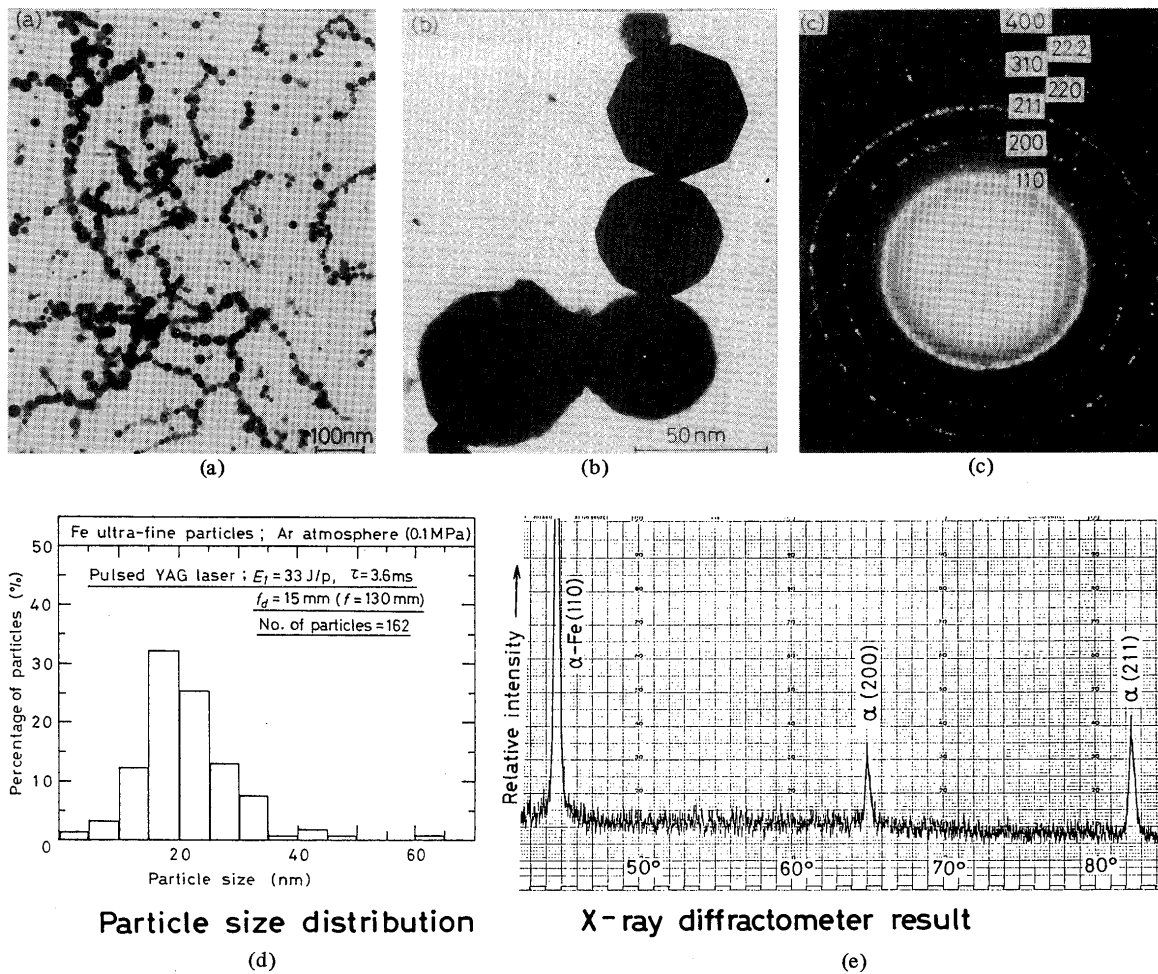 (a)
100nm
(a)
(b)
50nm
(b)
(c)
400
222
310
220
211
200
110
(c)
Fe ultra-fine particles ; Ar atmosphere (0.1MPa)
Pulsed YAG laser ; E_l=33 J/p, τ=3.6ms
f_d=15 mm (f=130 mm)
No. of particles=162
Percentage of particles (%)
50
40
30
20
10
0
20
40
60
Particle size (nm)
Particle size distribution
(d)
Relative intensity
α-Fe(110)
α (200)
α (211)
50°
60°
70°
80°
X-ray diffractometer result
(e)